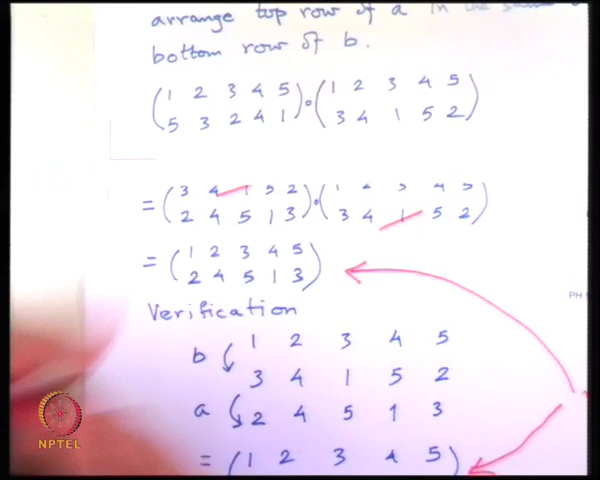 arrange top row of a in the same
bottom row of b.
(1 2 3 4 5) . (1 2 3 4 5)
(5 3 2 4 1) (3 4 1 5 2)
= (3 4 1 5 2) . (1 2 3 4 5)
(2 4 5 1 3) (3 4 1 5 2)
= (1 2 3 4 5)
(2 4 5 1 3)
Verification
b 1 2 3 4 5
3 4 1 5 2
a 2 4 5 1 3
= (1 2 3 4 5)
PH
NPTEL